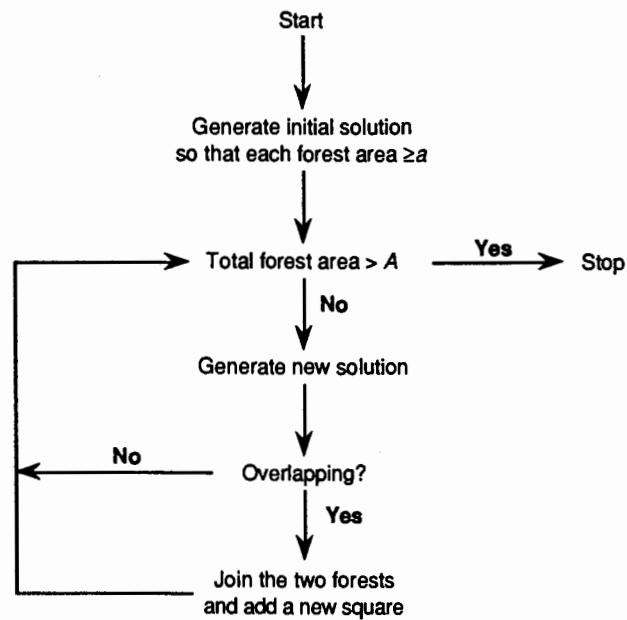 Start
Generate initial solution
so that each forest area ≥a
Total forest area > A
Yes
Stop
No
Generate new solution
No
Overlapping?
Yes
Join the two forests
and add a new square